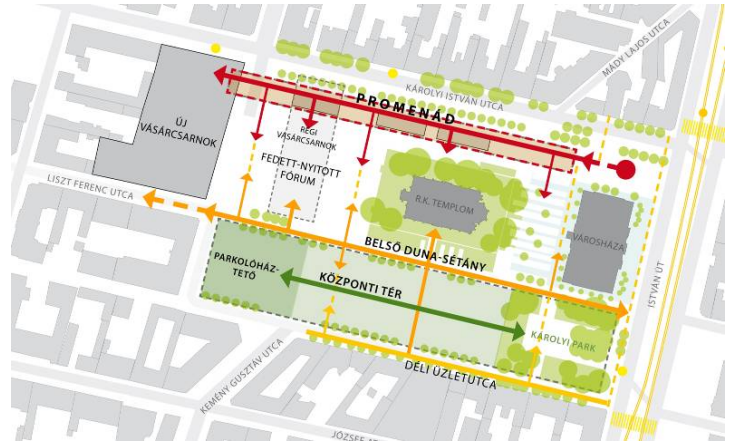 MÁDY LAJOS UTCA
KÁROLYI ISTVÁN UTCA
PROMENÁD
ÚJ
VÁSÁRCSARNOK
RÉGI
VÁSÁRCSARNOK
FEDETT-NYITOTT
FÓRUM
LISZT FERENC UTCA
R.K. TEMPLOM
VÁROSHÁZA
BELSŐ DUNA-SÉTÁNY
ISTVÁN ÚT
PARKOLÓHÁZ-
TETŐ
KÖZPONTI TÉR
KÁROLYI PARK
DÉLI ÜZLETUTCA
KEMÉNY GUSZTÁV UTCA
JÓZSEF